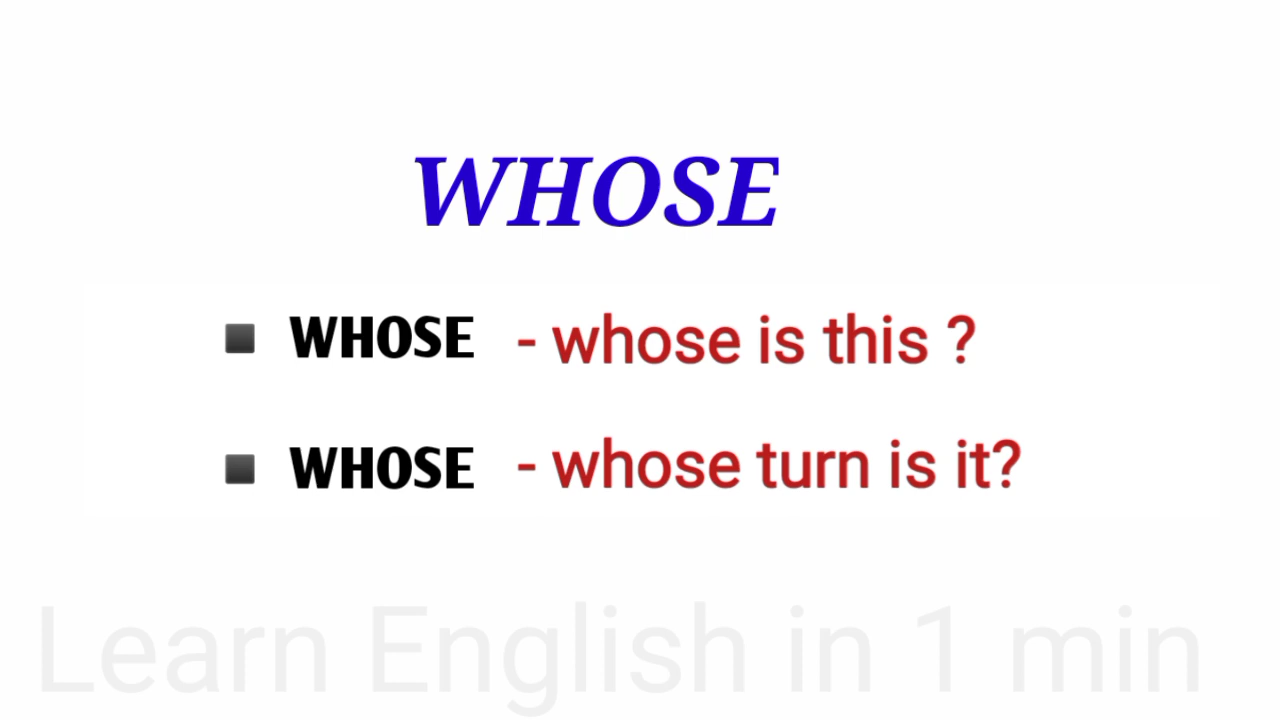 WHOSE
▪ WHOSE - whose is this ?
▪ WHOSE - whose turn is it?
Learn English in 1 min